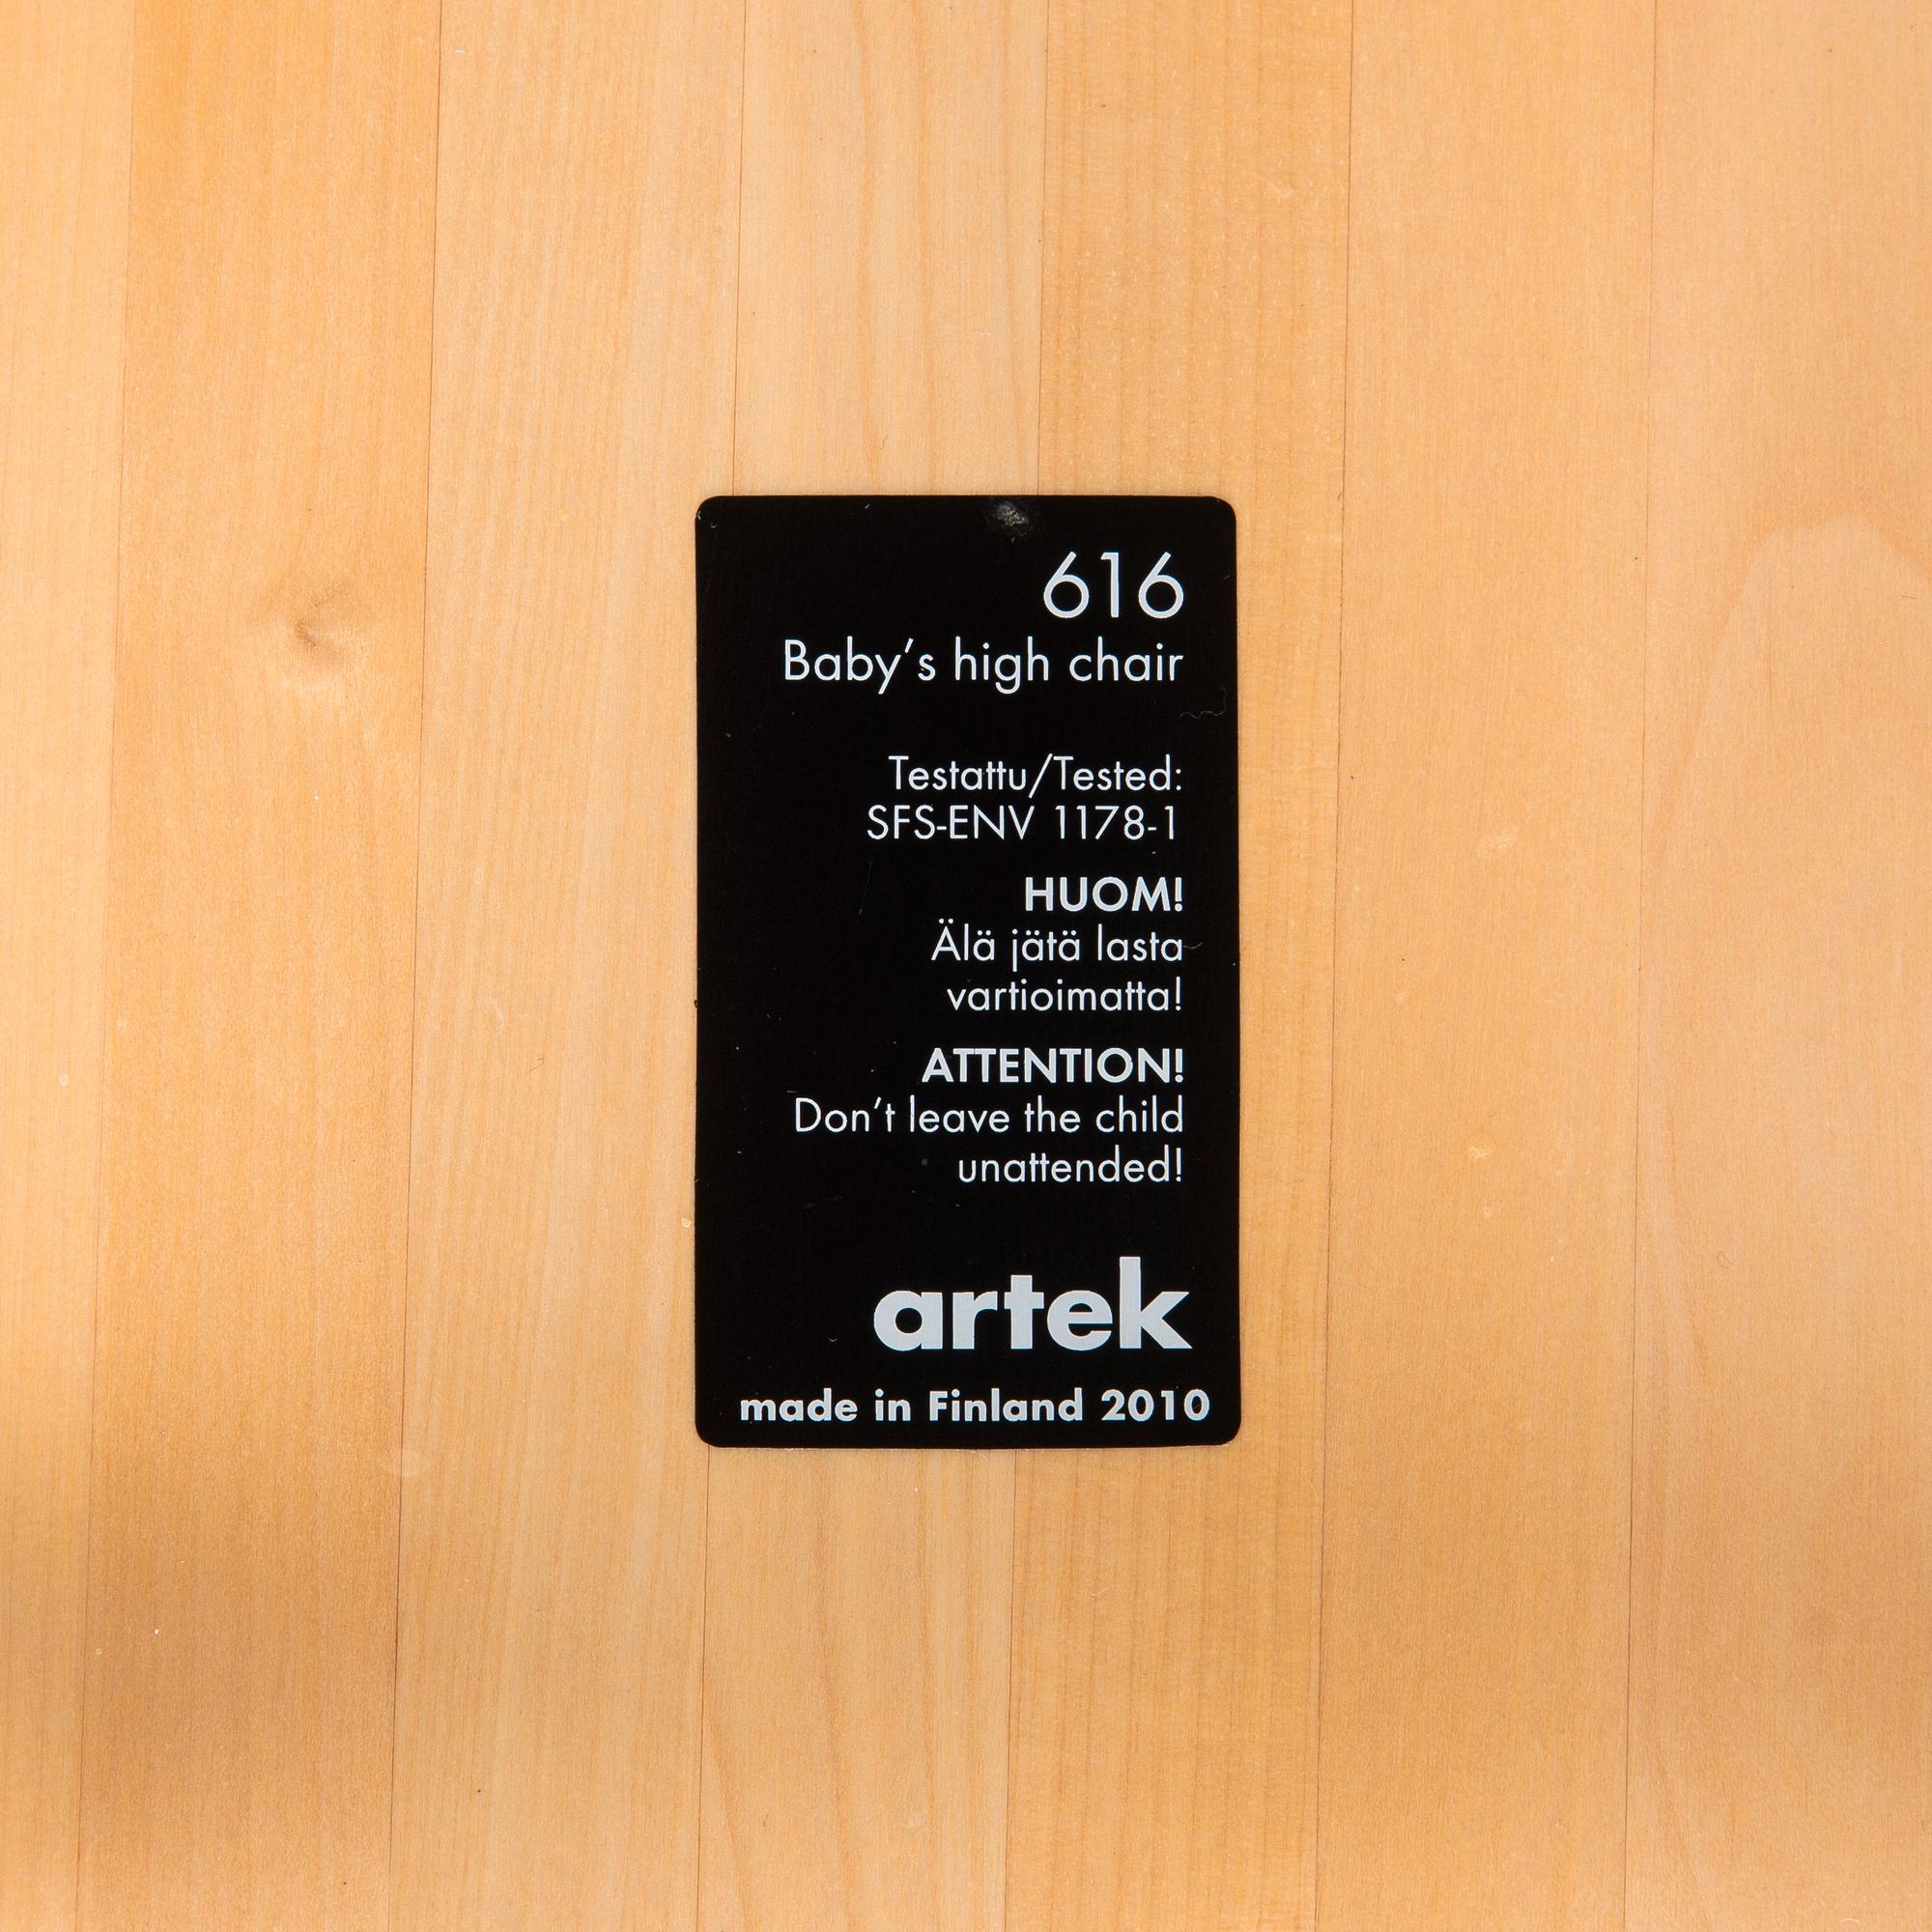 616
Baby's high chair
Testattu/Tested:
SFS-ENV 1178-1
HUOM!
Älä jätä lasta
vartioimatta!
ATTENTION!
Don't leave the child
unattended!
artek
made in Finland 2010